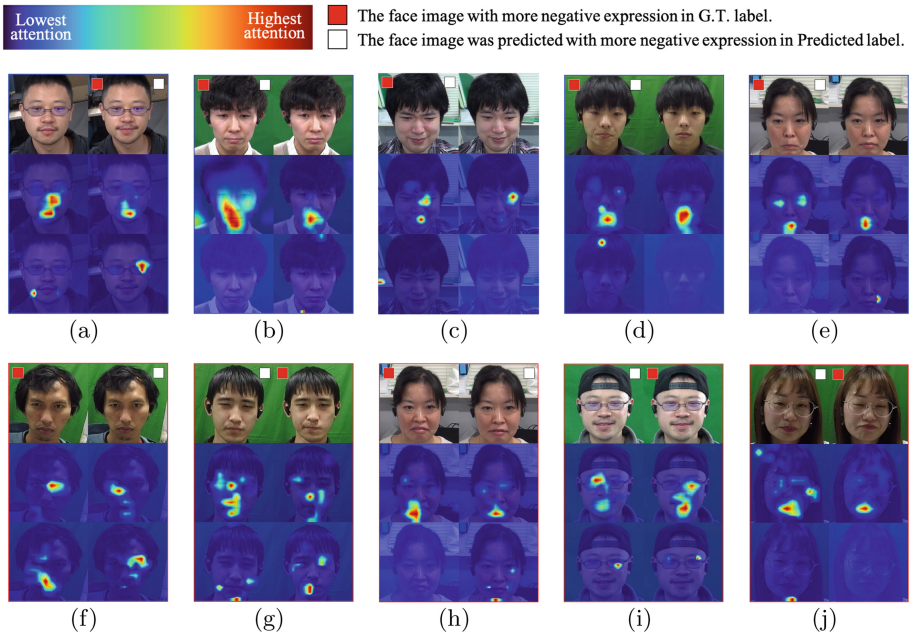 Lowest attention
Highest attention
The face image with more negative expression in G.T. label.
The face image was predicted with more negative expression in Predicted label.
(a)
(b)
(c)
(d)
(e)
(f)
(g)
(h)
(i)
(j)